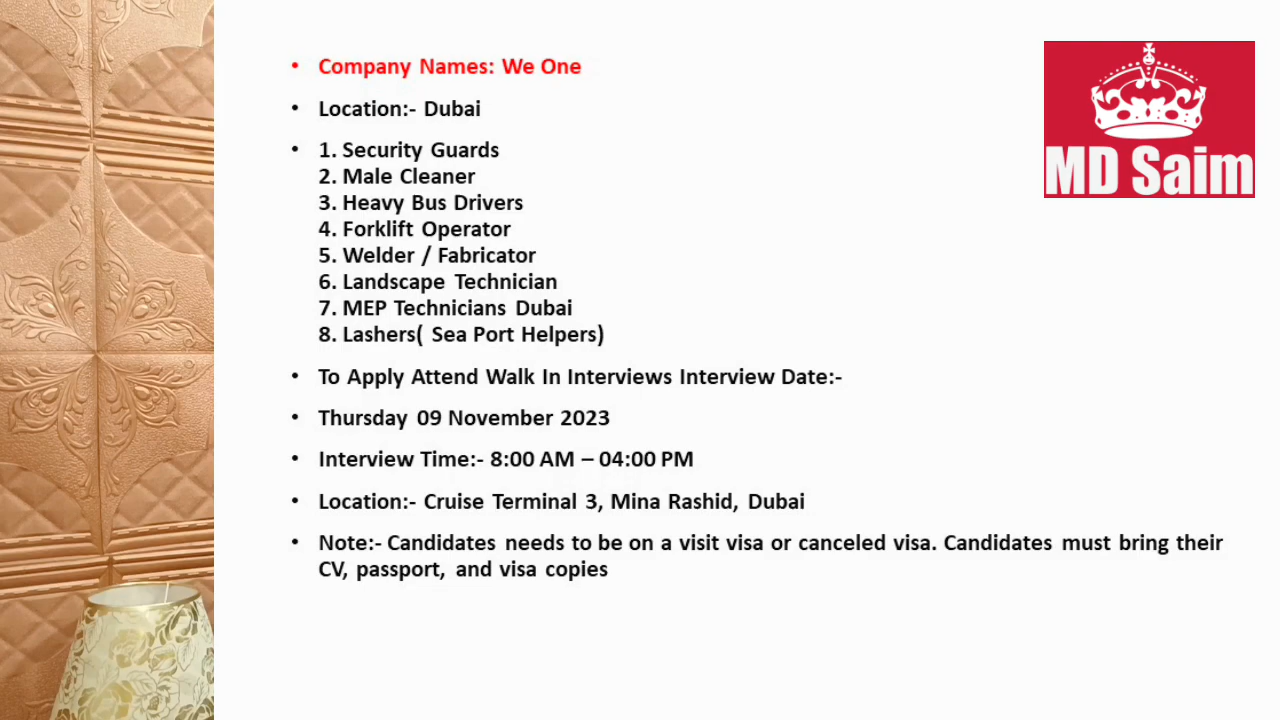 • Company Names: We One
• Location:- Dubai
• 1. Security Guards
2. Male Cleaner
3. Heavy Bus Drivers
4. Forklift Operator
5. Welder / Fabricator
6. Landscape Technician
7. MEP Technicians Dubai
8. Lashers( Sea Port Helpers)
• To Apply Attend Walk In Interviews Interview Date:-
• Thursday 09 November 2023
• Interview Time:- 8:00 AM – 04:00 PM
• Location:- Cruise Terminal 3, Mina Rashid, Dubai
• Note:- Candidates needs to be on a visit visa or canceled visa. Candidates must bring their
CV, passport, and visa copies
MD Saim